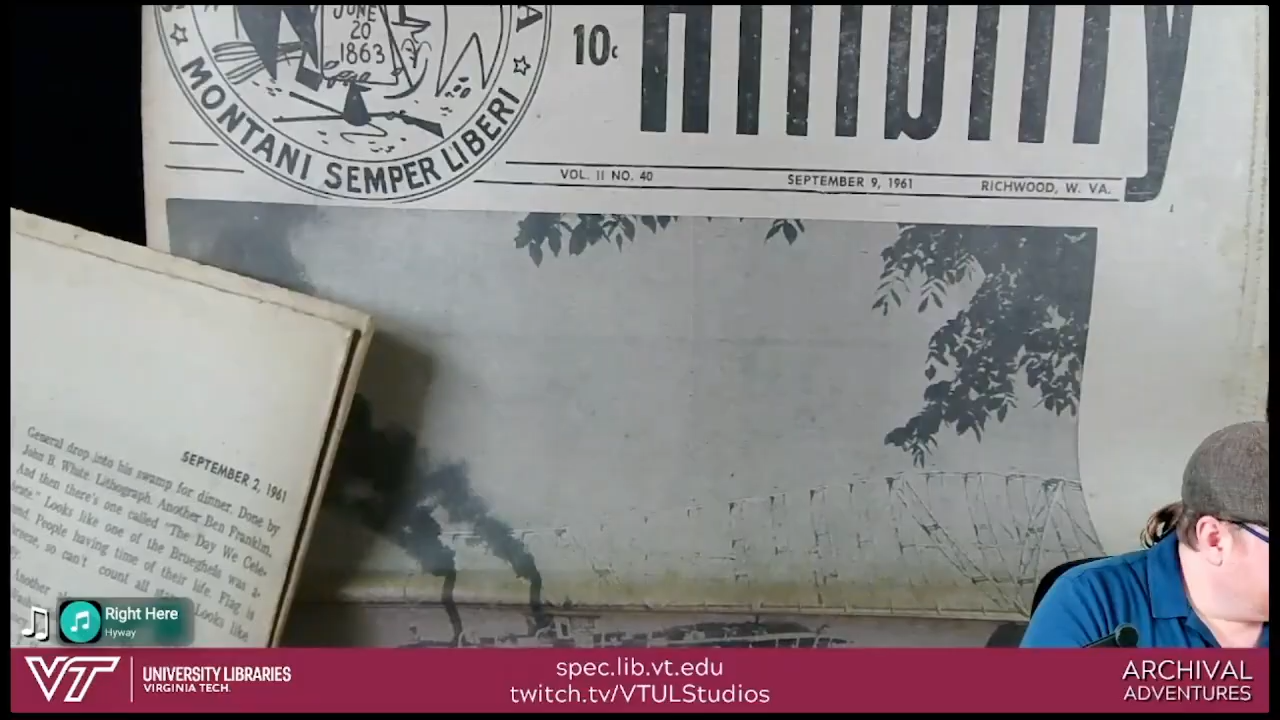 JUNE
20
1863
MONTANI SEMPER LIBERI
10c
VOL. II NO. 40
SEPTEMBER 9, 1961
RICHWOOD, W. VA.
SEPTEMBER 2, 1961
General drop into his swamp for dinner. Done by
John B. White. Lithograph. Another Ben Franklin.
And then there's one called "The Day We Cele-
Looks like one of the Brueghels was a-
People having time of their life. Flag is
so can't count all
Another
Looks like
Right Here
Hyway
VT UNIVERSITY LIBRARIES
VIRGINIA TECH.
spec.lib.vt.edu
twitch.tv/VTULStudios
ARCHIVAL
ADVENTURES